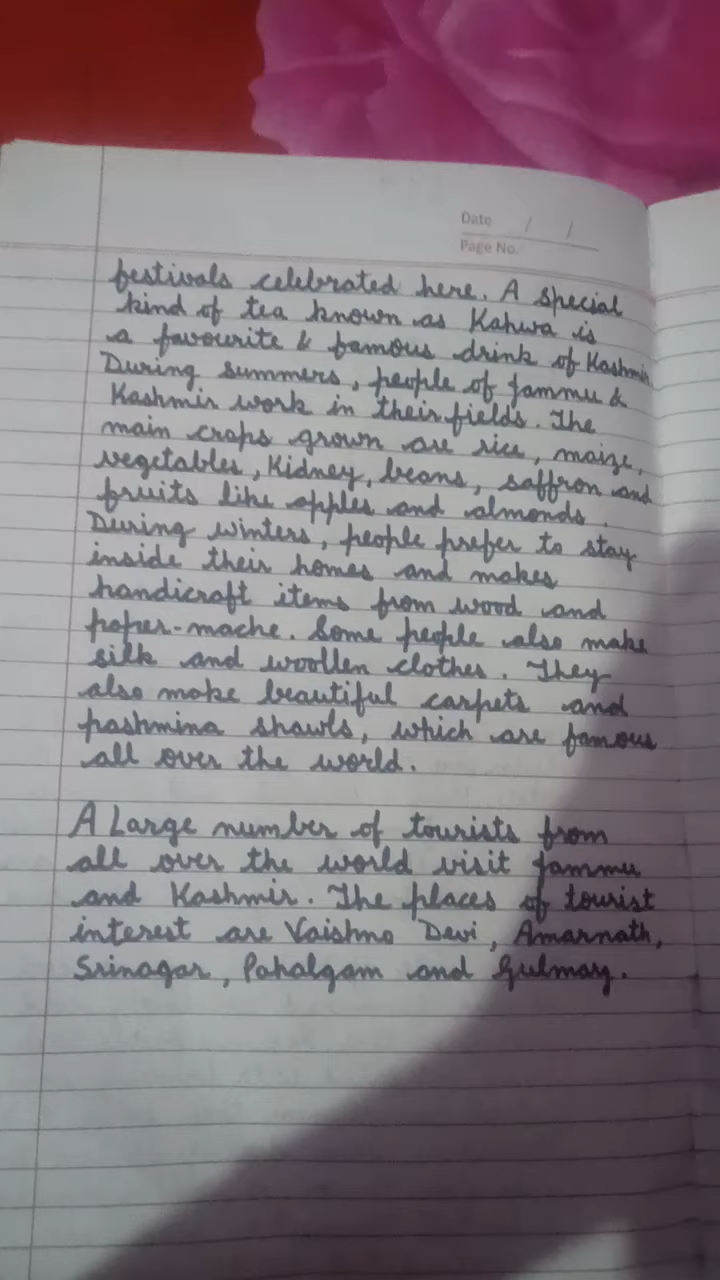 Date / /
Page No.
festivals celebrated here. A special
kind of tea known as Kahwa is
a favourite & famous drink of Kashmir
During summers, people of Jammu &
Kashmir work in their fields. The
main crops grown are rice, maize,
vegetables, Kidney, beans, saffron and
fruits like apples and almonds.
During winters, people prefer to stay
inside their homes and makes
handicraft items from wood and
paper-mache. Some people also make
silk and woollen clothes. They
also make beautiful carpets and
pashmina shawls, which are famous
all over the world.
A Large number of tourists from
all over the world visit Jammu
and Kashmir. The places of tourist
interest are Vaishno Devi, Amarnath,
Srinagar, Pahalgam and Gulmarg.